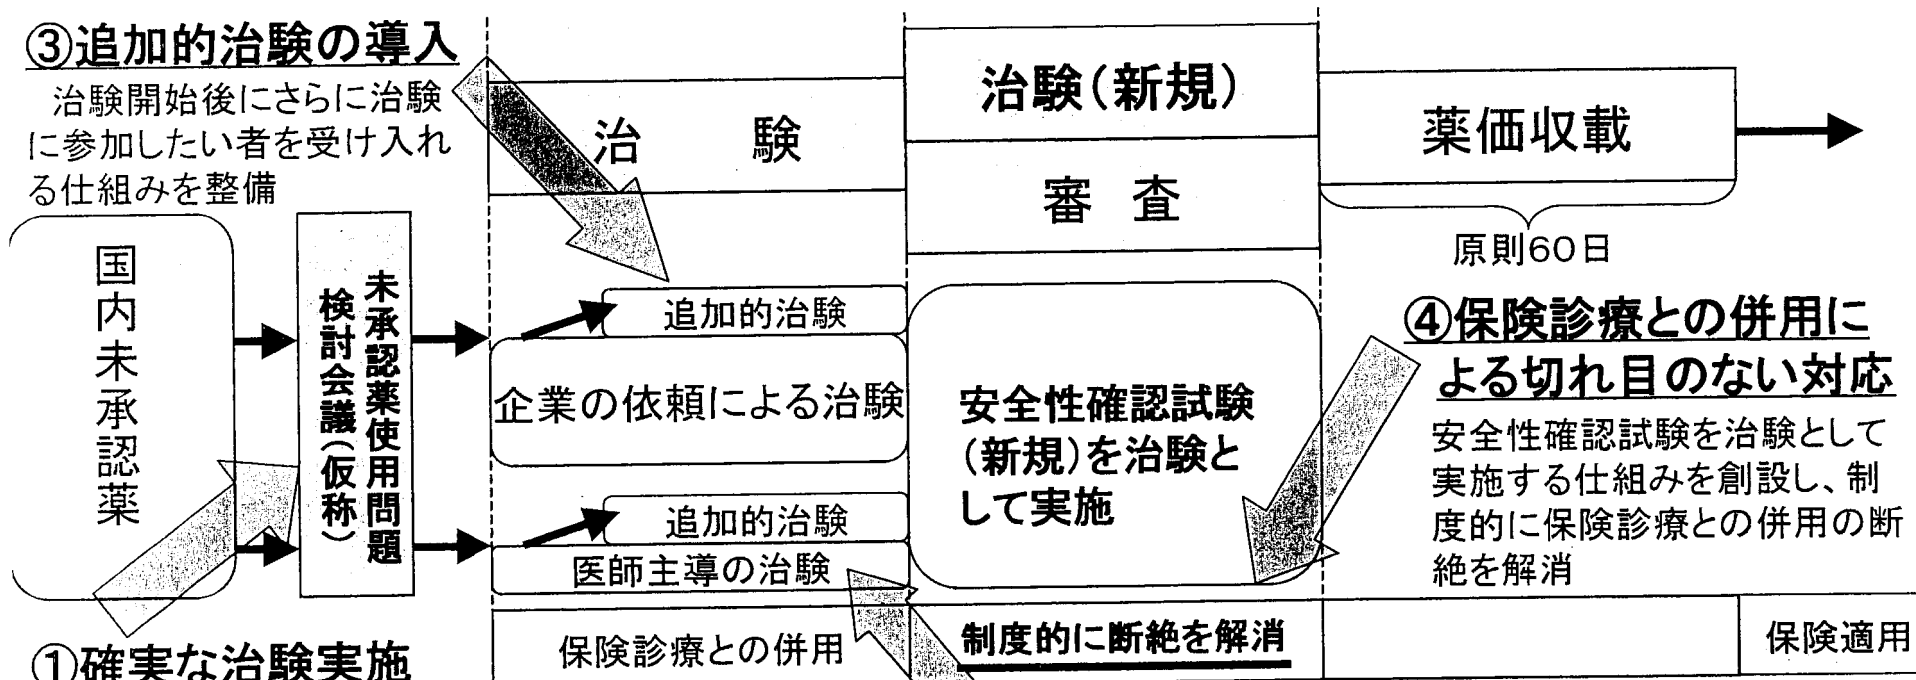 ③追加的治験の導入
治験開始後にさらに治験
に参加したい者を受け入れ
る仕組みを整備
治験
治験(新規)
審査
薬価収載
原則60日
国内未承認薬
未承認薬使用問題
検討会議(仮称)
追加的治験
企業の依頼による治験
追加的治験
医師主導の治験
安全性確認試験
(新規)を治験と
して実施
④保険診療との併用に
よる切れ目のない対応
安全性確認試験を治験として
実施する仕組みを創設し、制
度的に保険診療との併用の断
絶を解消
保険診療との併用
制度的に断絶を解消
保険適用
①確実な治験実施